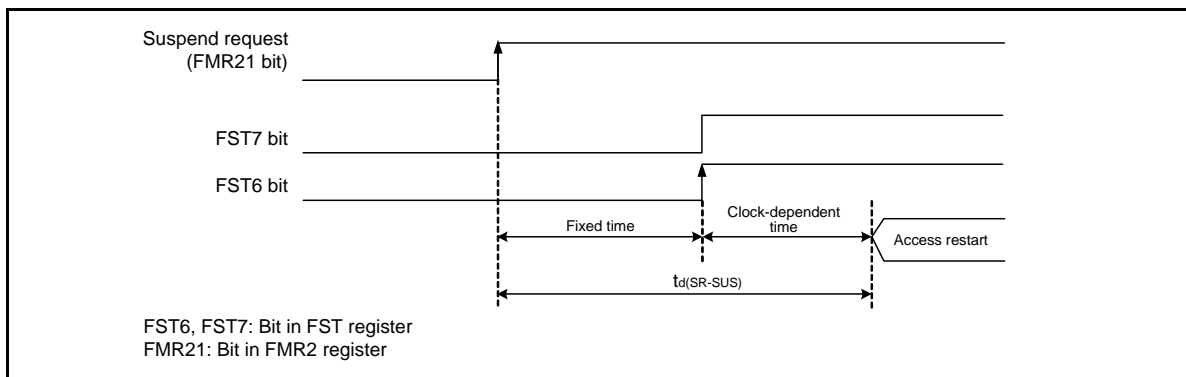 Suspend request
(FMR21 bit)
FST7 bit
FST6 bit
Fixed time
Clock-dependent
time
Access restart
td(SR-SUS)
FST6, FST7: Bit in FST register
FMR21: Bit in FMR2 register